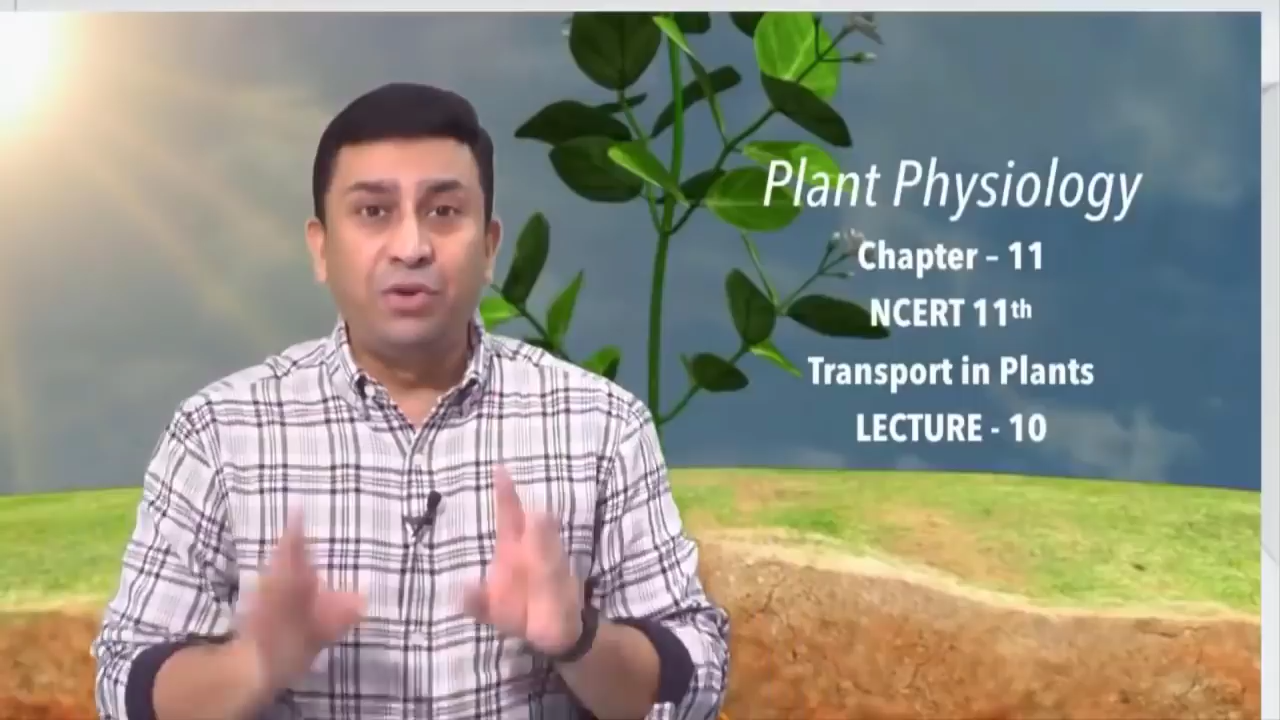 Plant Physiology
Chapter – 11
NCERT 11th
Transport in Plants
LECTURE - 10